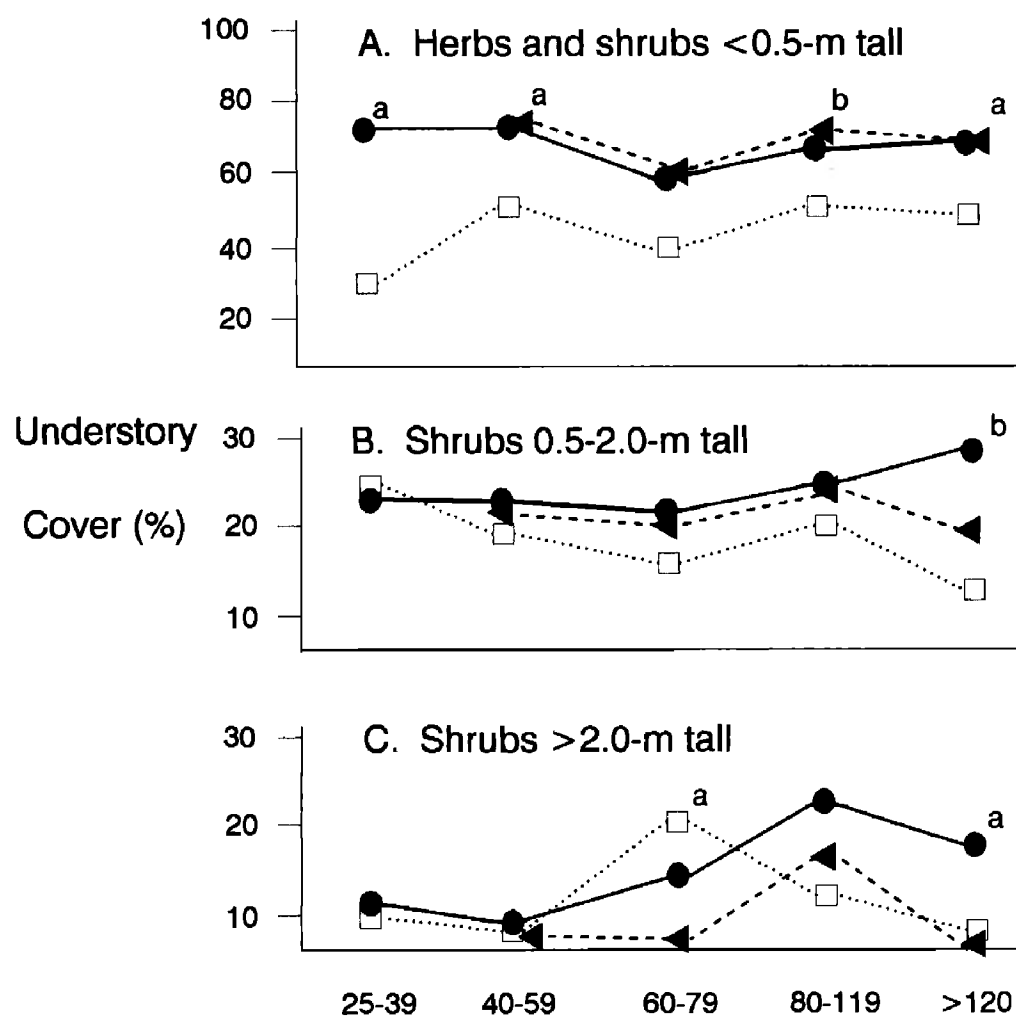 A. Herbs and shrubs <0.5-m tall
100
80
60
40
20
a
a
b
a
Understory
Cover (%)
B. Shrubs 0.5-2.0-m tall
30
20
10
b
C. Shrubs >2.0-m tall
30
20
10
a
a
25-39 40-59 60-79 80-119 >120